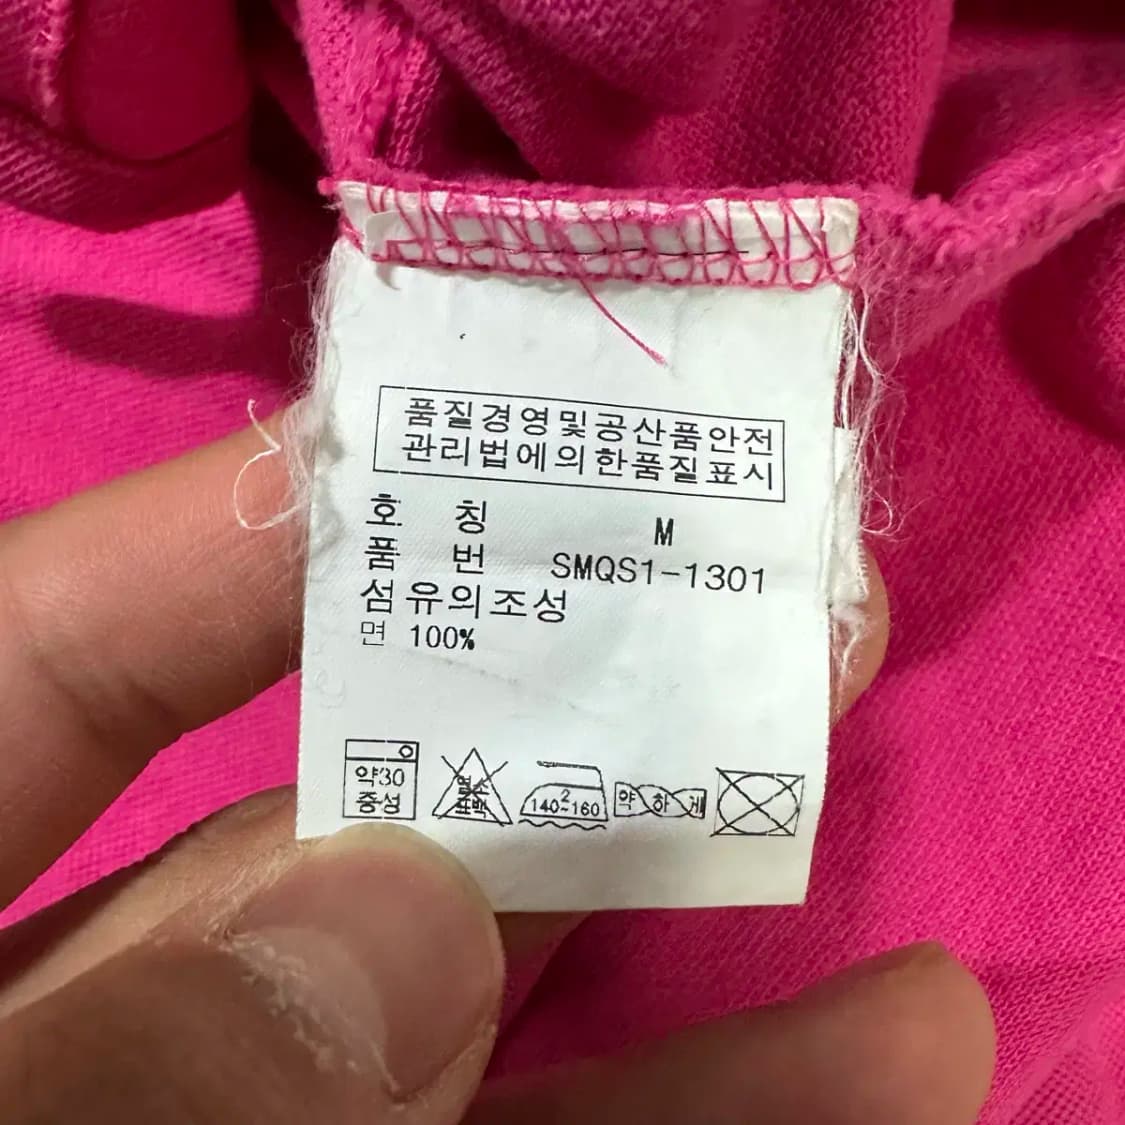 품질경영및공산품안전
관리법에의한품질표시
호 칭 M
품 번 SMQS1-1301
섬유의조성
면 100%
약30
중성
염소
표백
2
140~160
약하게